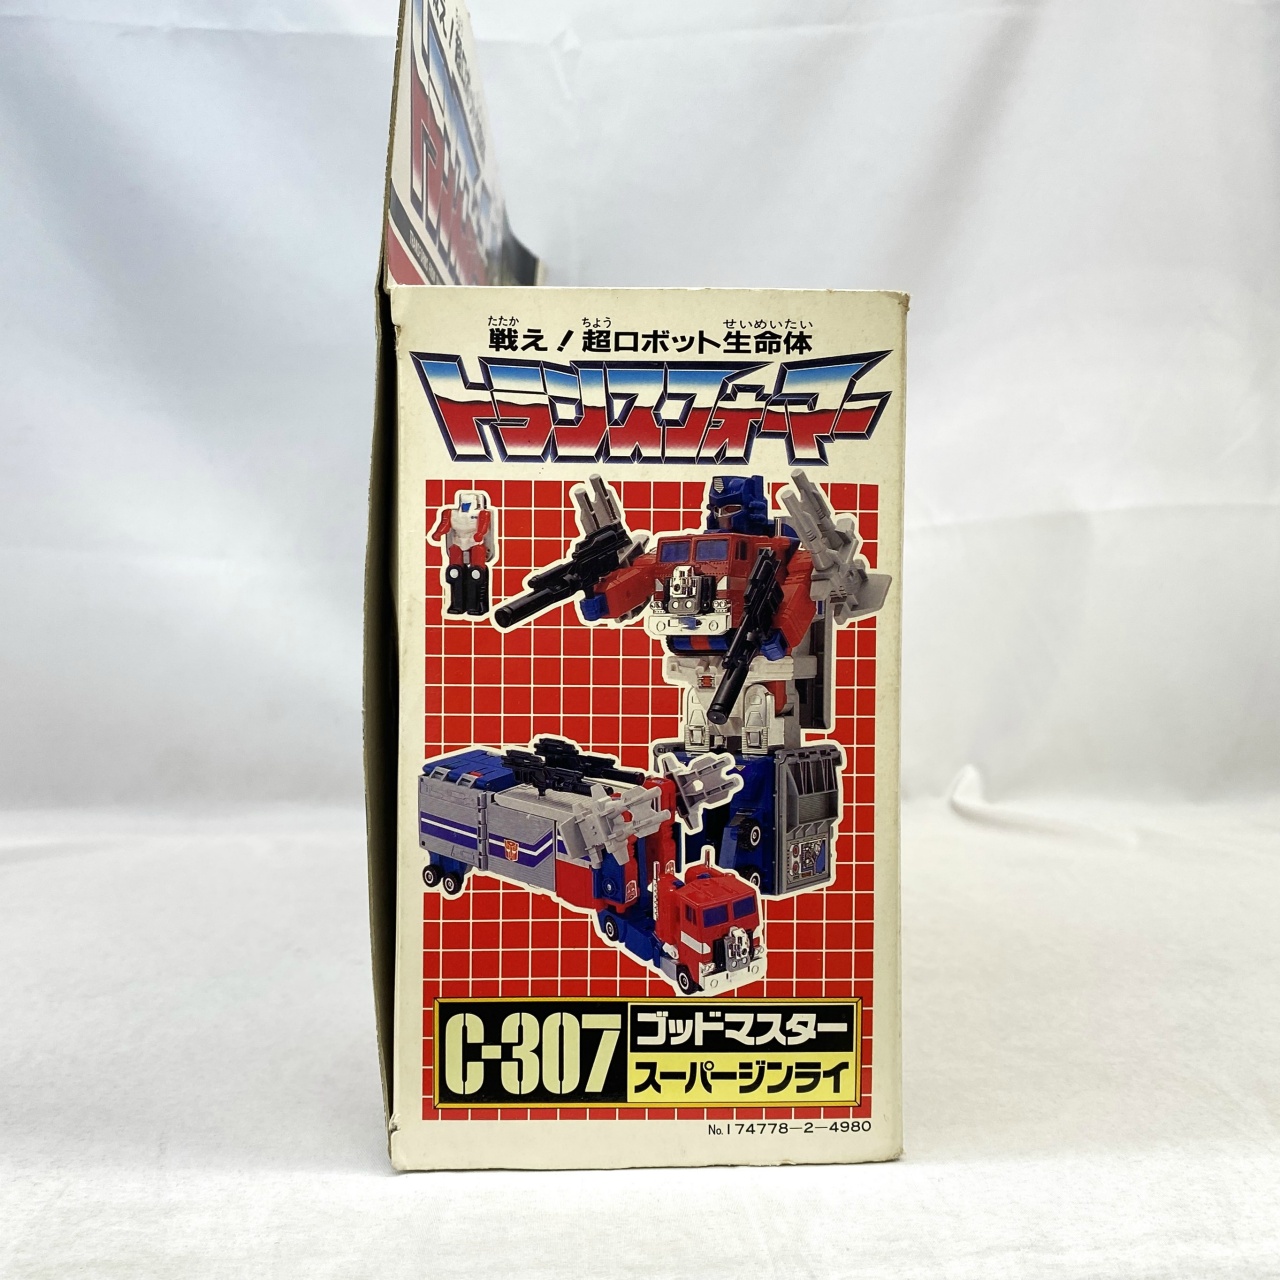 たたか ちょう せいめいたい
戦え!超ロボット生命体
トランスフォーマー
C-307
ゴッドマスター
スーパージンライ
No.174778-2-4980